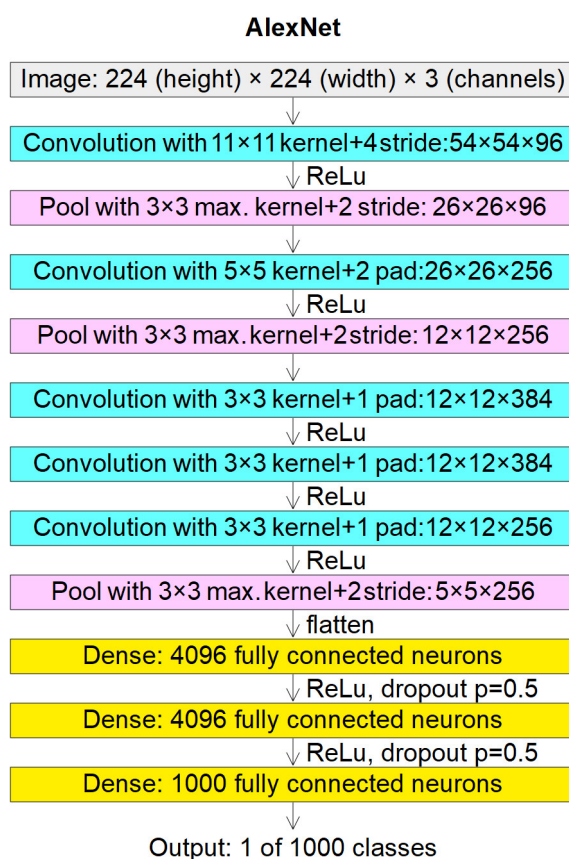 AlexNet
Image: 224 (height) × 224 (width) × 3 (channels)
Convolution with 11×11 kernel+4 stride:54×54×96
ReLu
Pool with 3×3 max. kernel+2 stride: 26×26×96
Convolution with 5×5 kernel+2 pad:26×26×256
ReLu
Pool with 3×3 max.kernel+2stride:12×12×256
Convolution with 3×3 kernel+1 pad:12×12×384
ReLu
Convolution with 3×3 kernel+1 pad:12×12×384
ReLu
Convolution with 3×3 kernel+1 pad:12×12×256
ReLu
Pool with 3×3 max.kernel+2stride:5×5×256
flatten
Dense: 4096 fully connected neurons
ReLu, dropout p=0.5
Dense: 4096 fully connected neurons
ReLu, dropout p=0.5
Dense: 1000 fully connected neurons
Output: 1 of 1000 classes